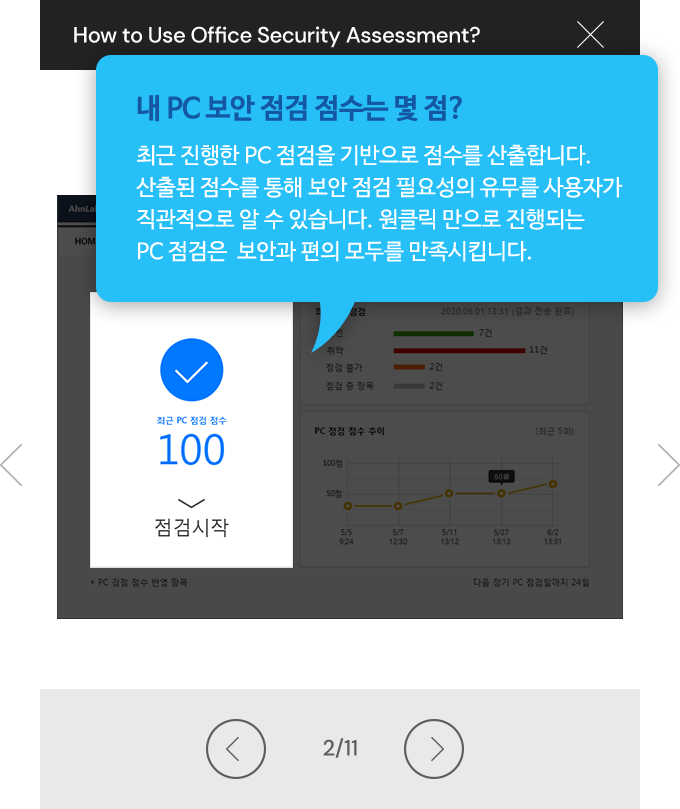 How to Use Office Security Assessment?
내 PC 보안 점검 점수는 몇 점?
최근 진행한 PC 점검을 기반으로 점수를 산출합니다.
산출된 점수를 통해 보안 점검 필요성의 유무를 사용자가
직관적으로 알 수 있습니다. 원클릭 만으로 진행되는
PC 점검은 보안과 편의 모두를 만족시킵니다.
HOM
2020.06.01.13:31 (결과 전송 완료)
7건
취약 11건
점검 불가 2건
점검 중 항목 2건
최근 PC 점검 점수
100
점검시작
PC 점검 점수 추이 (최근 5회)
100점
50점
50점
5/5 5/7 5/11 5/27 6/2
9:24 12:30 13:12 13:13 13:31
PC 검점 점수 반영 항목
다음 정기 PC 점검일까지 24일
2/11